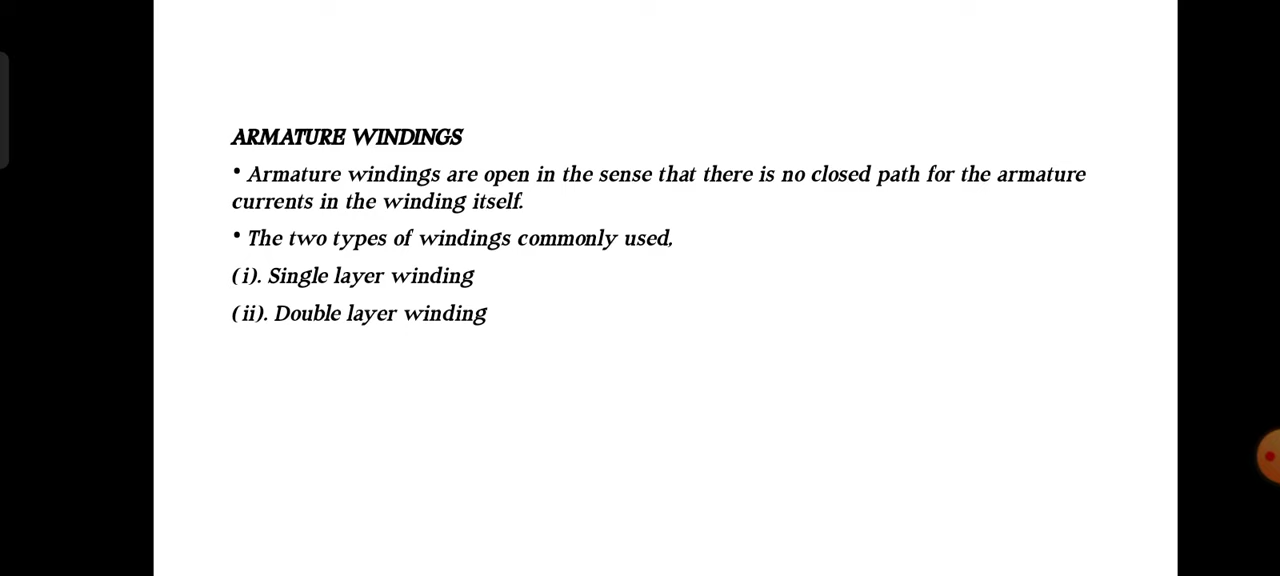 ARMATURE WINDINGS
• Armature windings are open in the sense that there is no closed path for the armature
currents in the winding itself.
• The two types of windings commonly used,
(i). Single layer winding
(ii). Double layer winding